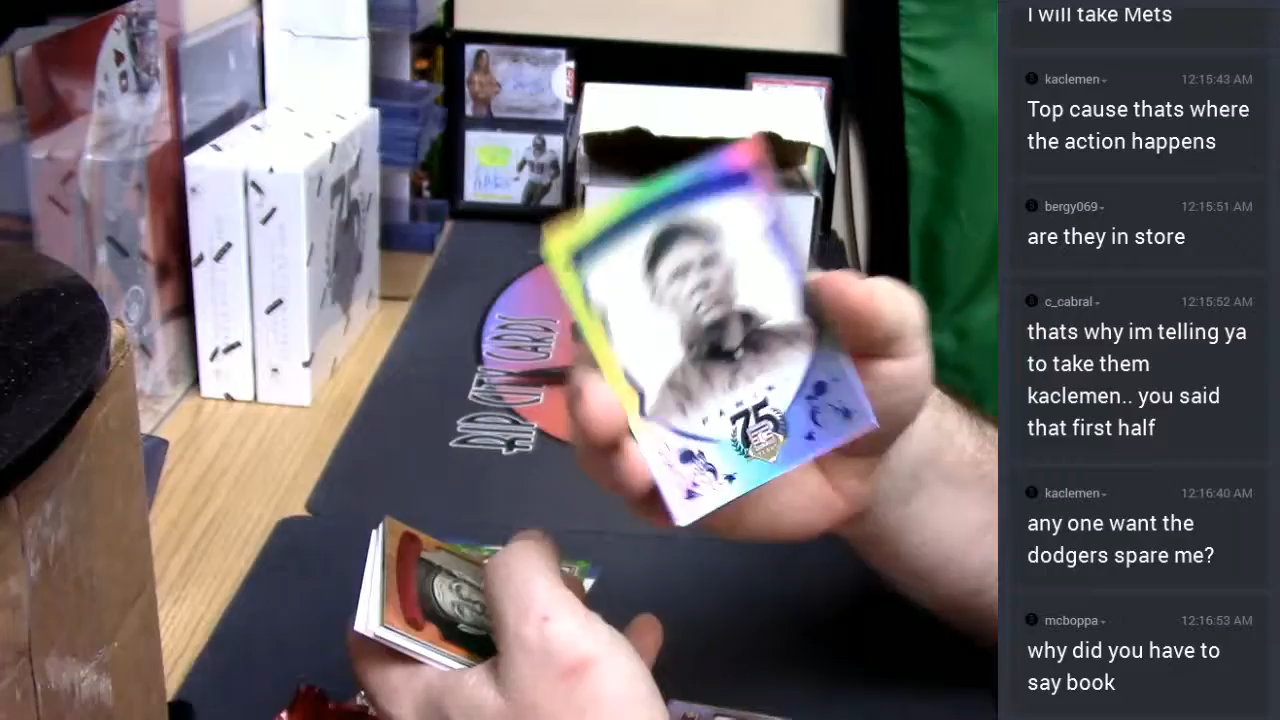 I will take Mets
kaclemen
12:15:43 AM
Top cause thats where
the action happens
bergy069
12:15:51 AM
are they in store
c_cabral
12:15:52 AM
thats why im telling ya
to take them
kaclemen.. you said
that first half
kaclemen
12:16:40 AM
any one want the
dodgers spare me?
mcboppa
12:16:53 AM
why did you have to
say book
RIP CITY CARDS
75
75